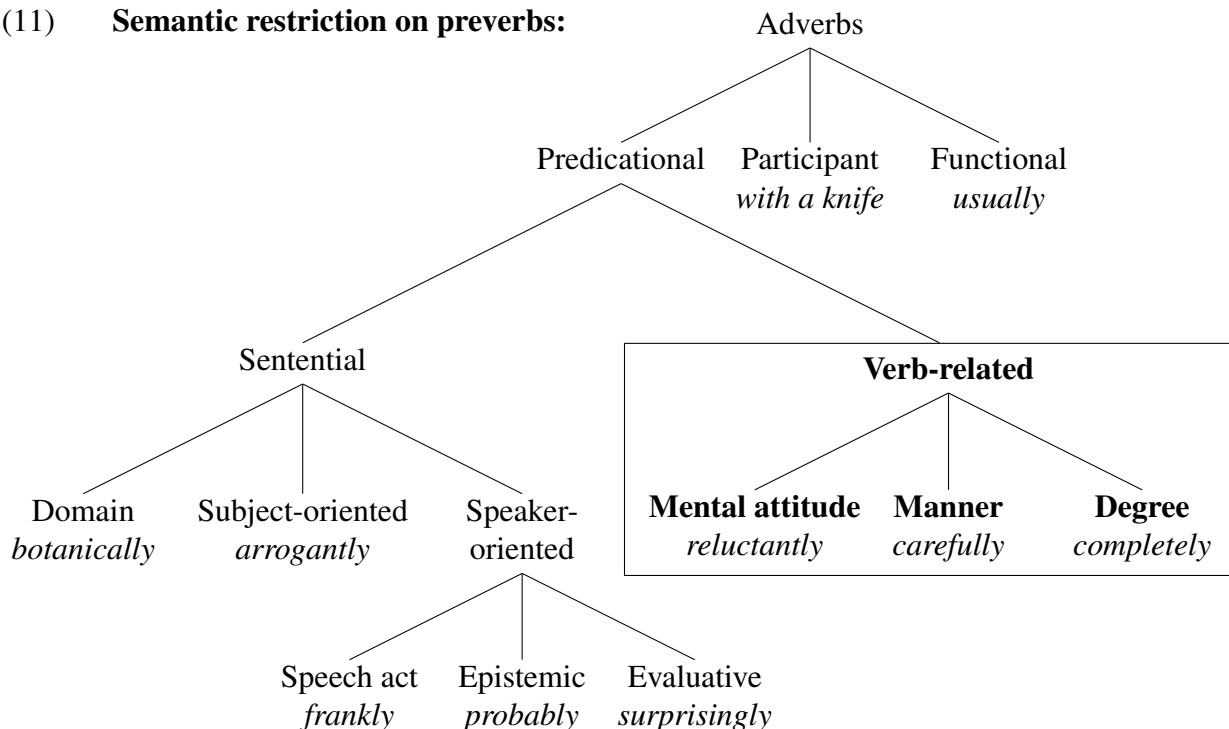 (11) Semantic restriction on preverbs:
Adverbs
Predicational Participant Functional
with a knife usually
Sentential Verb-related
Domain Subject-oriented Speaker- Mental attitude Manner Degree
botanically arrogantly oriented reluctantly carefully completely
Speech act Epistemic Evaluative
frankly probably surprisingly